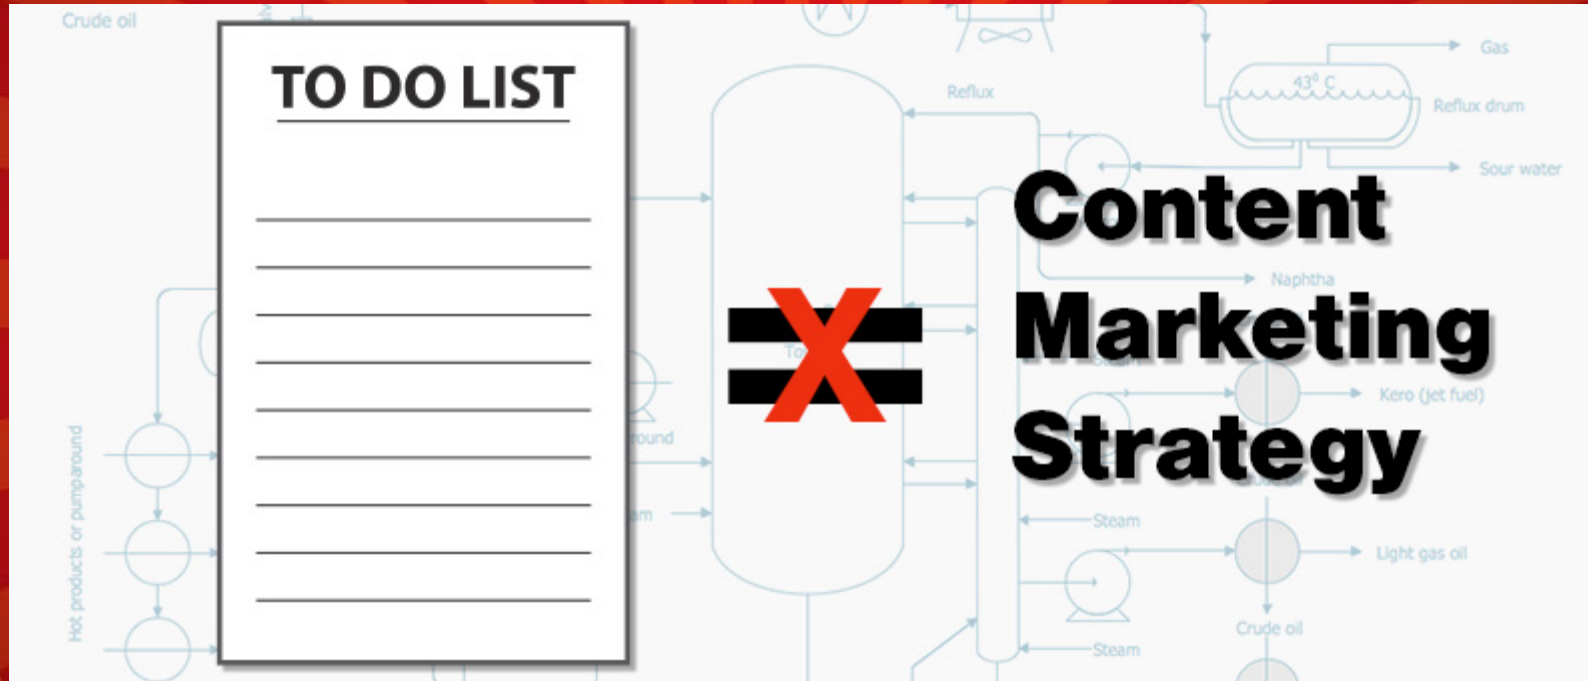 Crude oil
TO DO LIST
Hot products or pumparound
Reflux
43⁰ C
Gas
Reflux drum
Sour water
Content
Naphtha
Marketing
X
Kero (jet fuel)
Strategy
Steam
Light gas oil
Crude oil
Steam